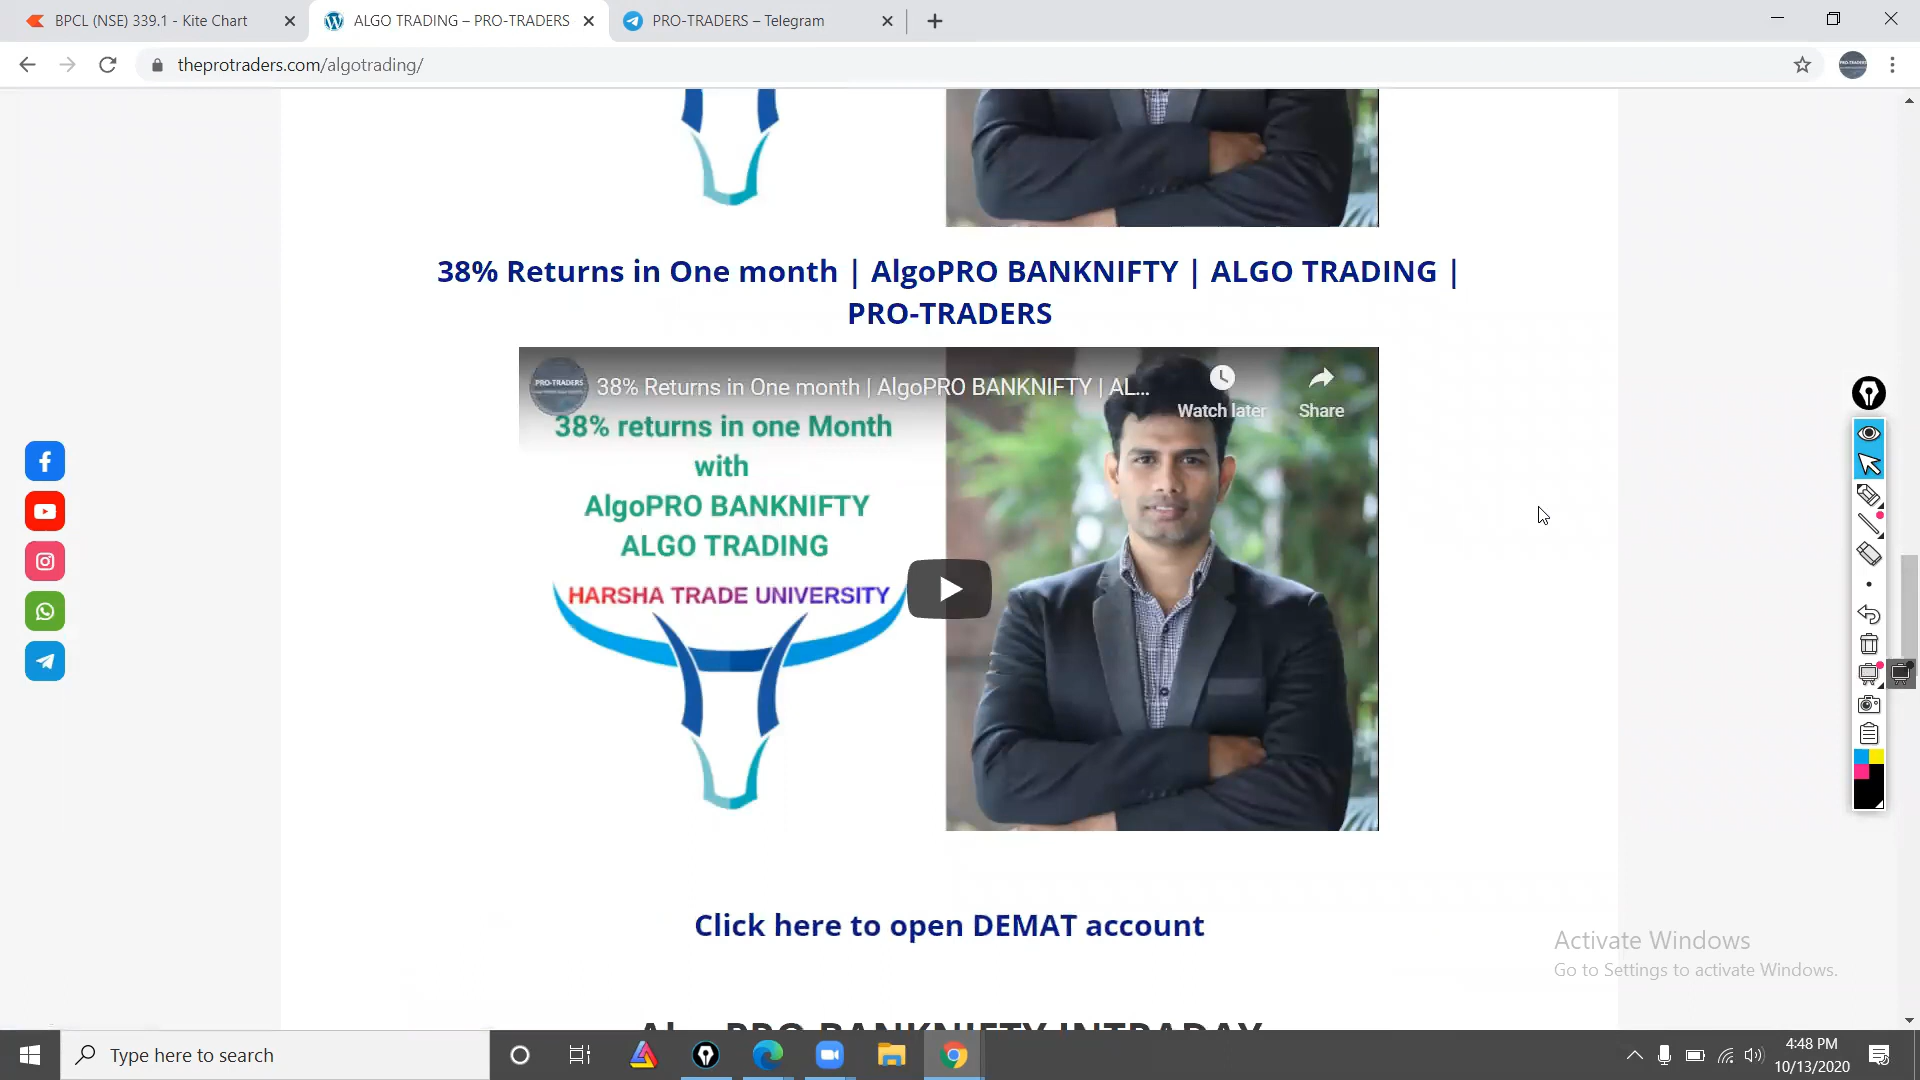 BPCL (NSE) 339.1 - Kite Chart
ALGO TRADING – PRO-TRADERS
PRO-TRADERS – Telegram
theprotraders.com/algotrading/
38% Returns in One month | AlgoPRO BANKNIFTY | ALGO TRADING |
PRO-TRADERS
PRO-TRADERS
38% Returns in One month | AlgoPRO BANKNIFTY | AL...
Watch later
Share
38% returns in one Month
with
AlgoPRO BANKNIFTY
ALGO TRADING
HARSHA TRADE UNIVERSITY
Click here to open DEMAT account
AlgoPRO BANKNIFTY INTRADAY
Activate Windows
Go to Settings to activate Windows.
Type here to search
4:48 PM
10/13/2020